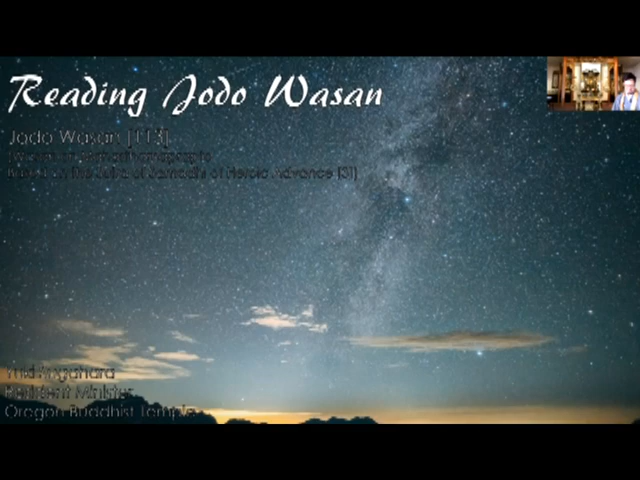 Reading Jodo Wasan
Jodo Wasan [113]
Based on the Sutra of Samadhi of Heroic Advance [3]
Resident Minister
Oregon Buddhist Temple